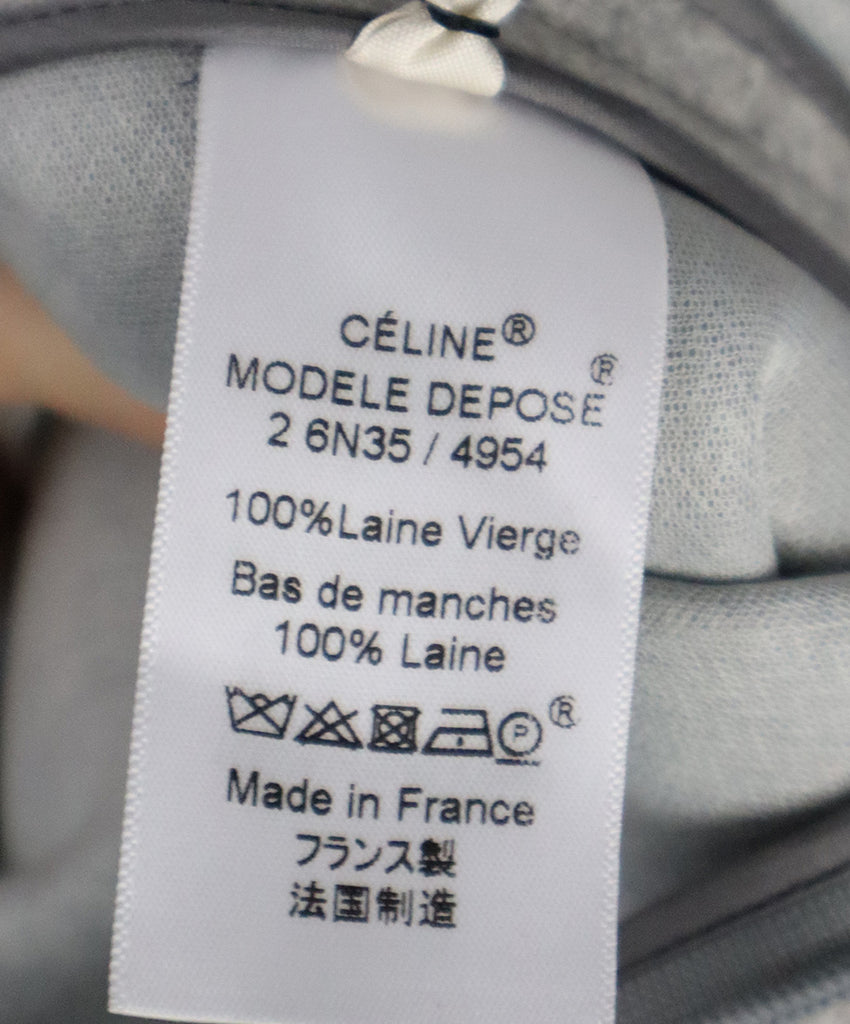 CÉLINE®
MODELE DEPOSE®
2 6N35 / 4954
100%Laine Vierge
Bas de manches
100% Laine
P ®
Made in France
フランス製
法国制造